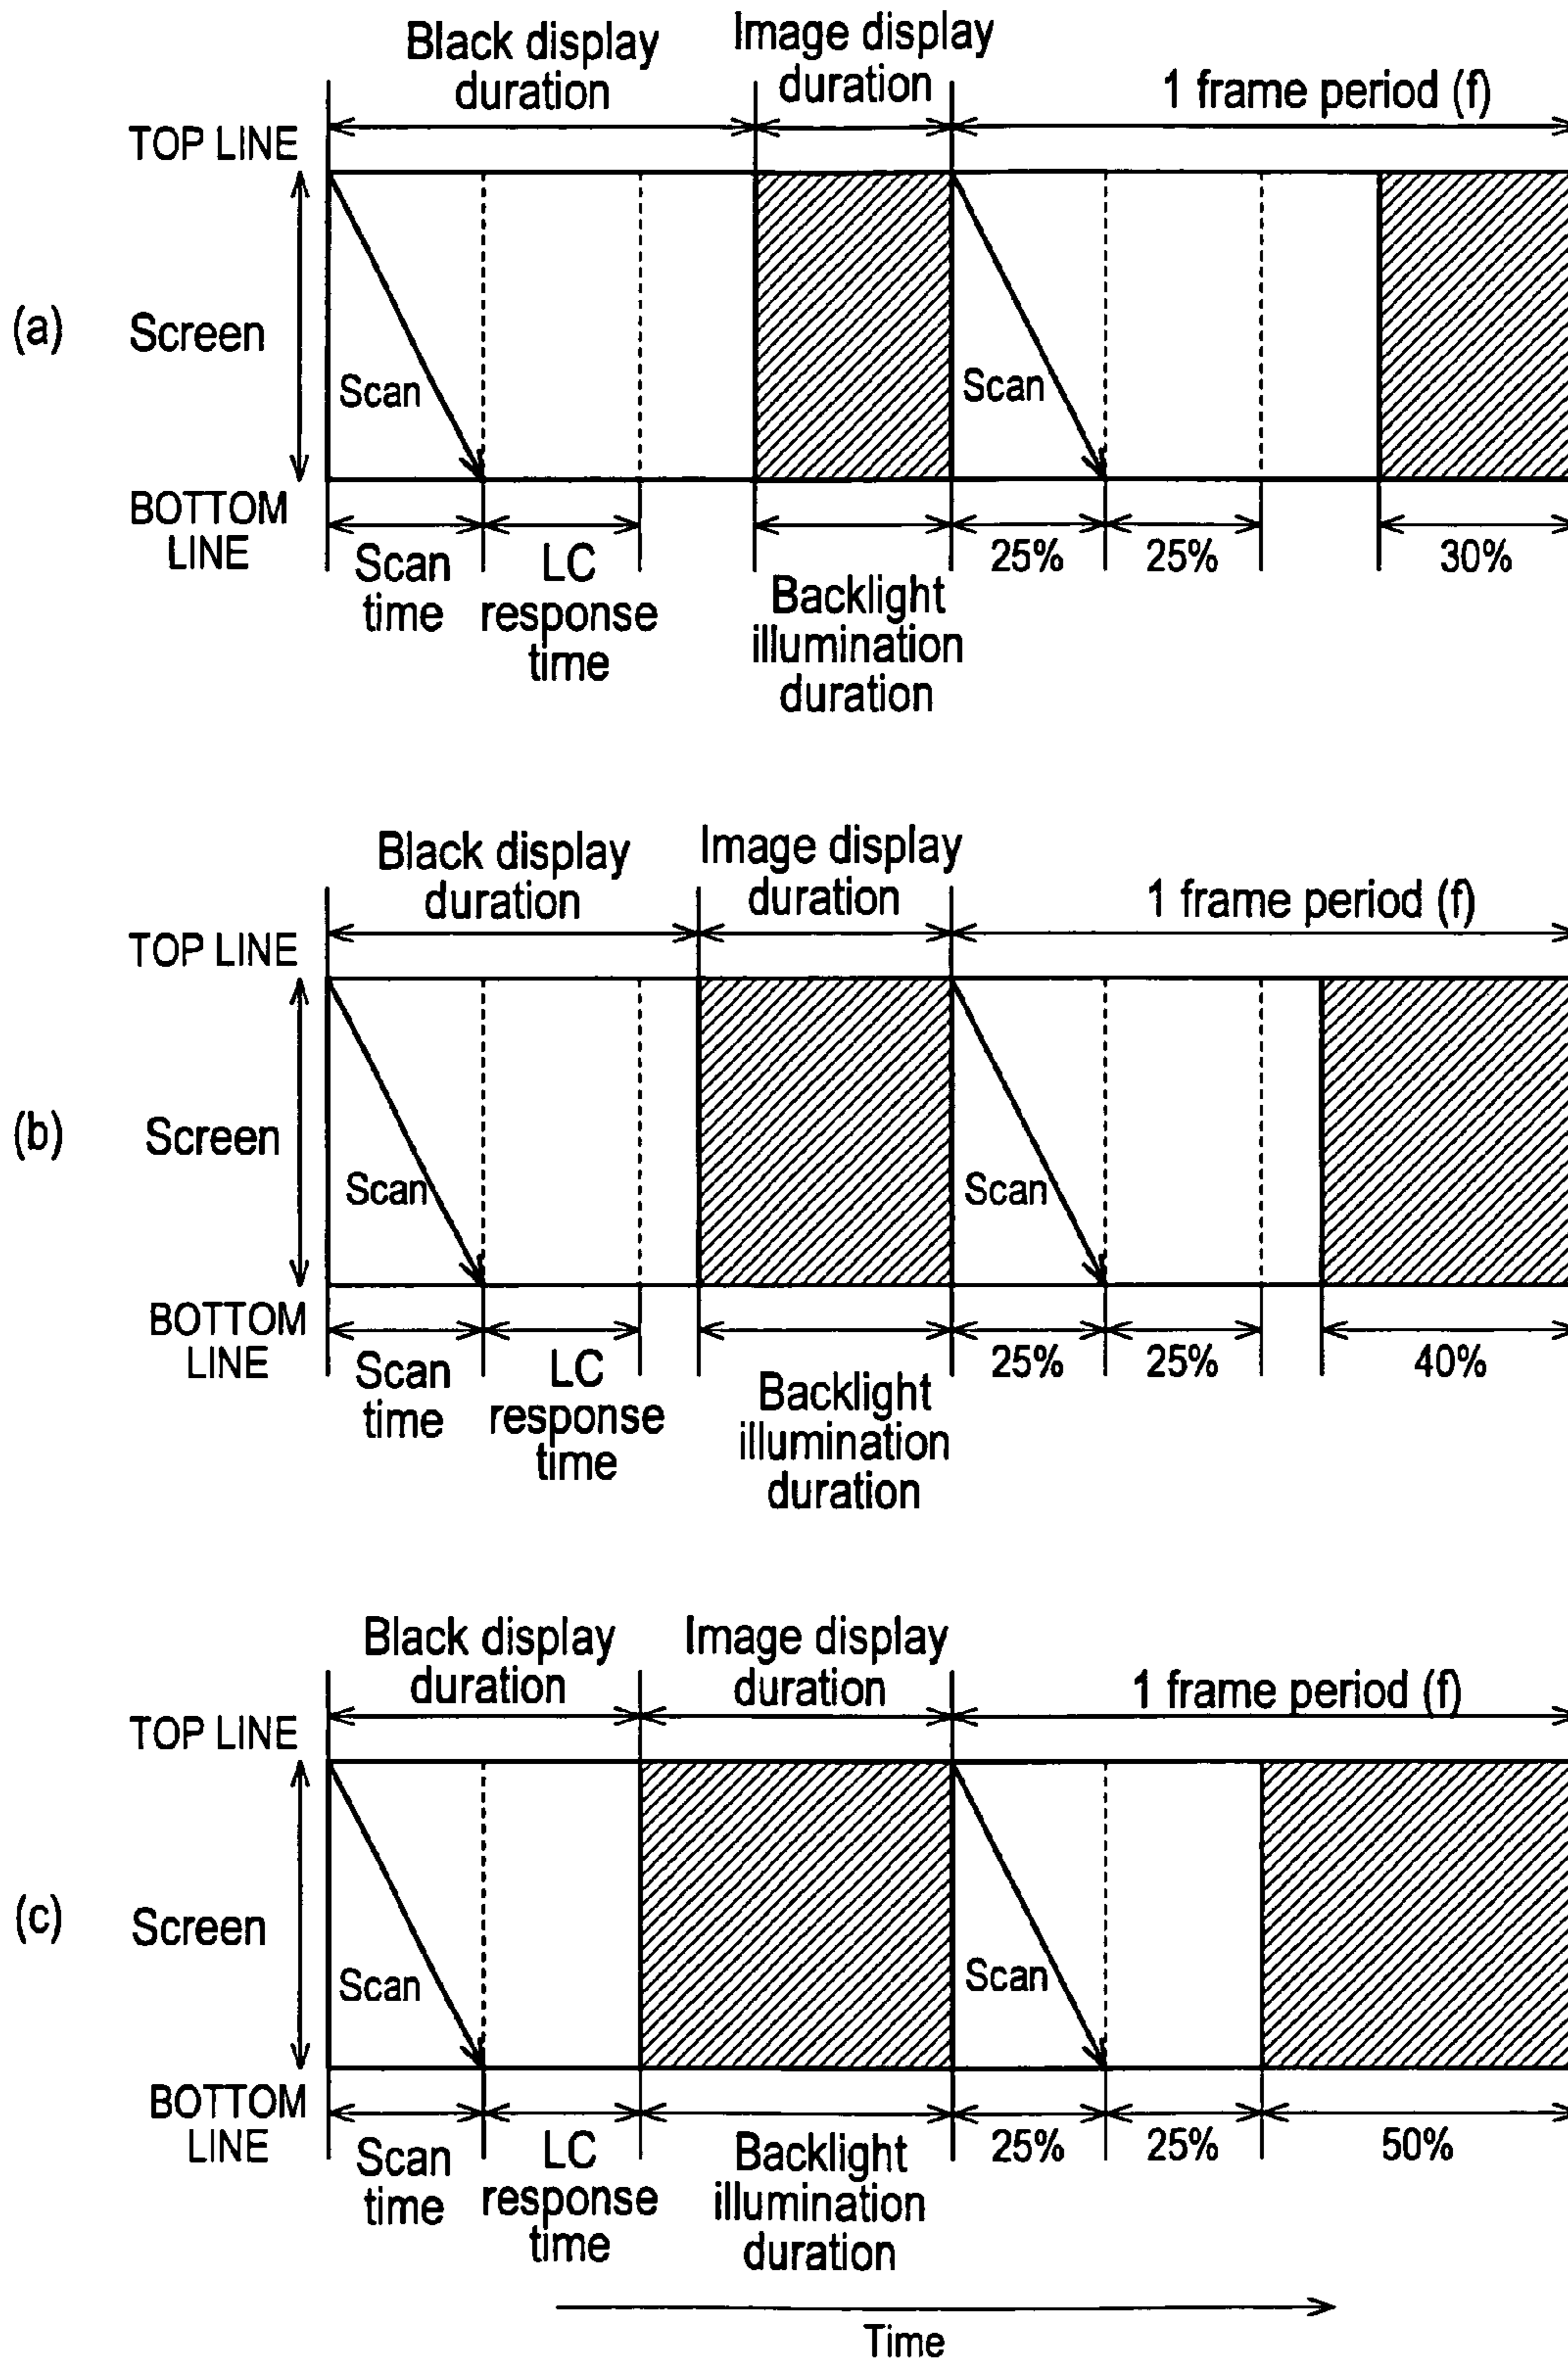 Black display
duration
Image display
duration
1 frame period (f)
TOP LINE
(a)
Screen
Scan
Scan
BOTTOM
LINE
Scan
time
LC
response
time
Backlight
illumination
duration
25%
25%
30%
Black display
duration
Image display
duration
1 frame period (f)
TOP LINE
(b)
Screen
Scan
Scan
BOTTOM
LINE
Scan
time
LC
response
time
Backlight
illumination
duration
25%
25%
40%
Black display
duration
Image display
duration
1 frame period (f)
TOP LINE
(c)
Screen
Scan
Scan
BOTTOM
LINE
Scan
time
LC
response
time
Backlight
illumination
duration
25%
25%
50%
Time